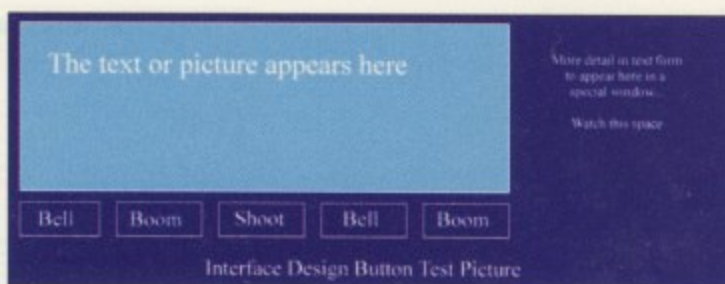 The text or picture appears here
More detail in text form
to appear here in a
special window...
Watch this space
Bell Boom Shoot Bell Boom
Interface Design Button Test Picture